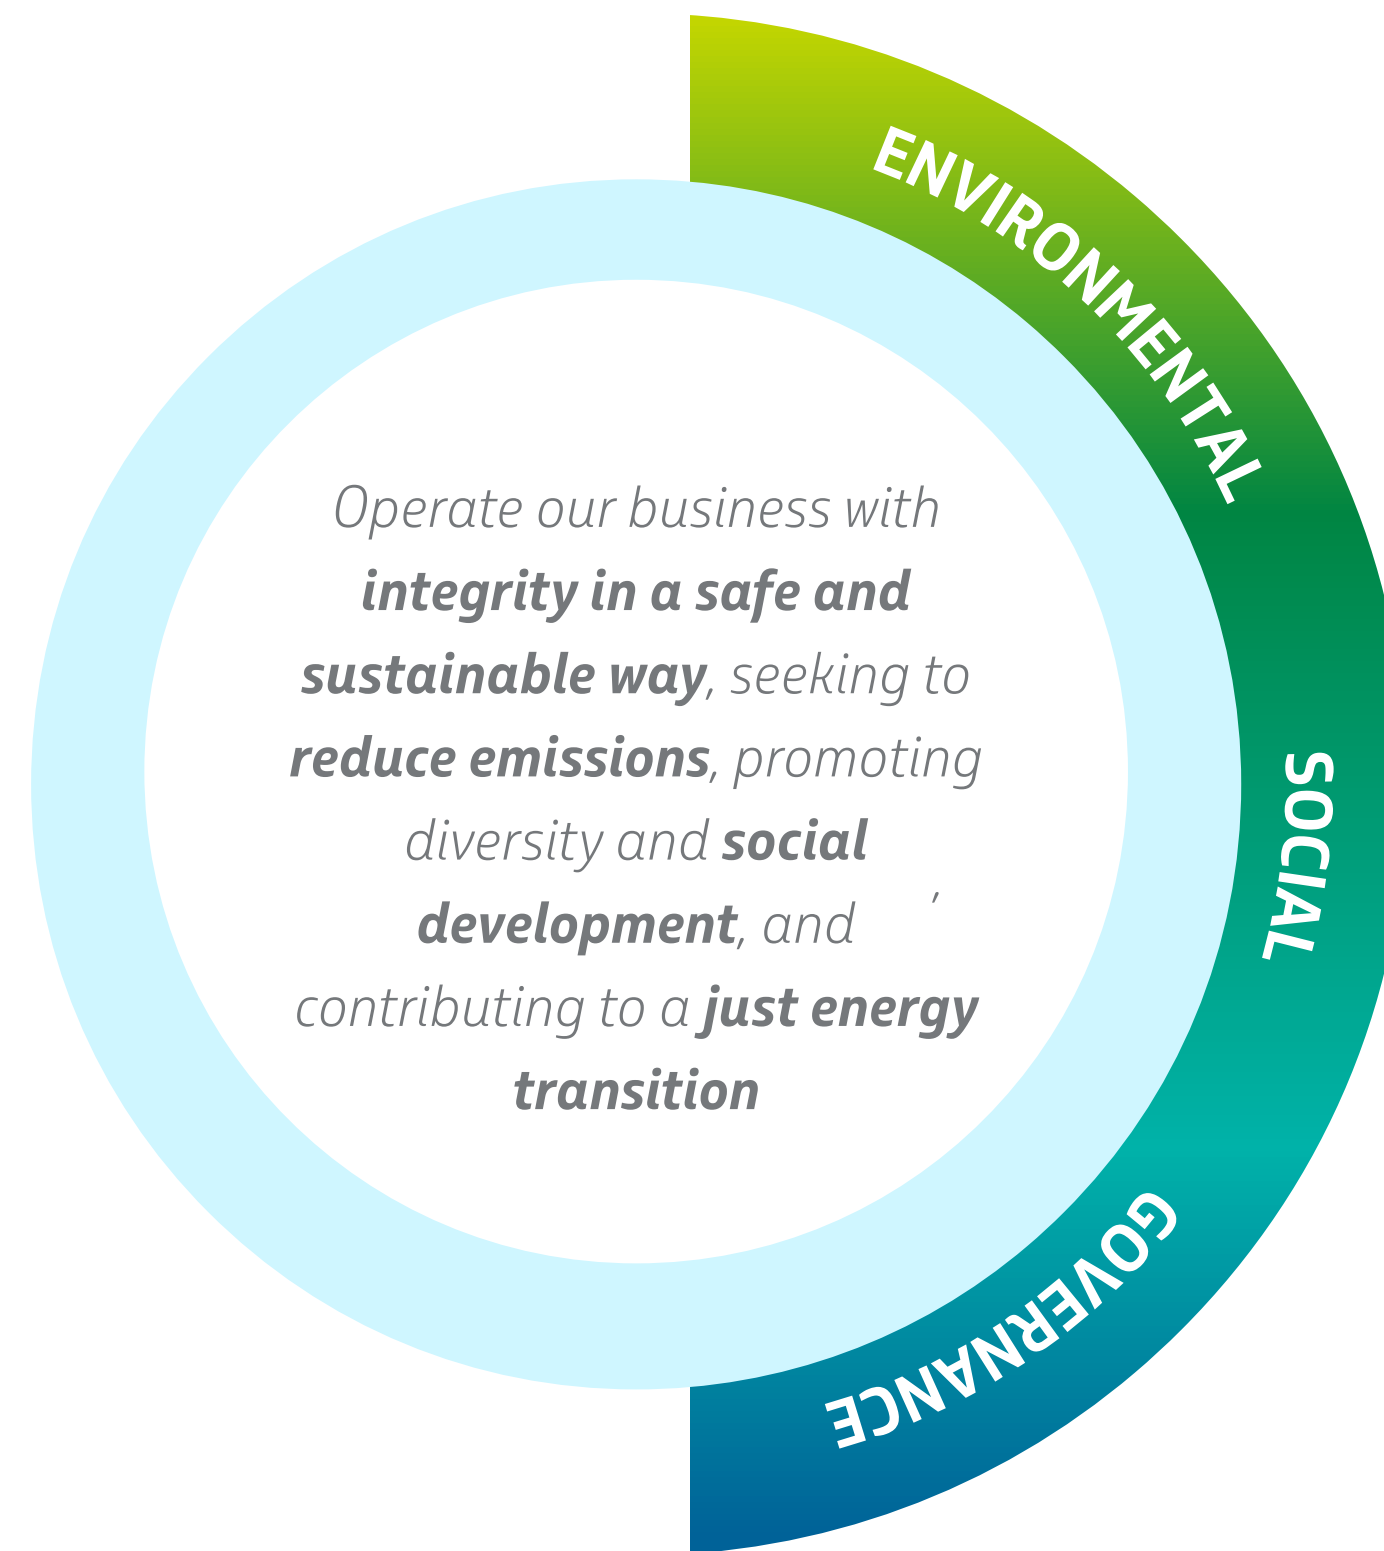 Operate our business with
integrity in a safe and
sustainable way, seeking to
reduce emissions, promoting
diversity and social
development, and ,
contributing to a just energy
transition
ENVIRONMENTAL
SOCIAL
GOVERNANCE